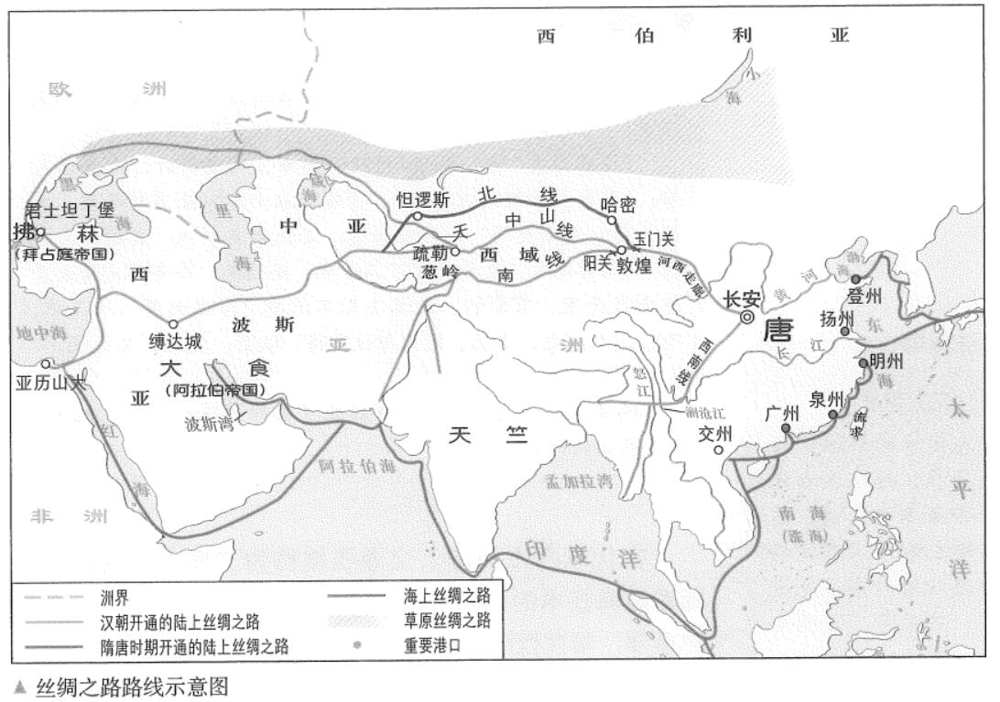 西伯利亚
欧洲
小海
黑海
君士坦丁堡
拂菻
(拜占庭帝国)
里海
咸海
中亚
怛逻斯
北线
哈密
天山
中线
疏勒
葱岭
西域
南线
玉门关
阳关
敦煌
河西走廊
长安
唐
黄河
渤海
登州
扬州
东海
长江
明州
西
地中海
缚达城
波斯
亚洲
亚历山大
亚
大食
(阿拉伯帝国)
波斯湾
红海
阿拉伯海
非洲
天竺
西南线
怒江
澜沧江
交州
广州
泉州
流求
太平洋
孟加拉湾
南海
(涨海)
印度洋
洲界
汉朝开通的陆上丝绸之路
隋唐时期开通的陆上丝绸之路
海上丝绸之路
草原丝绸之路
重要港口
▲ 丝绸之路路线示意图